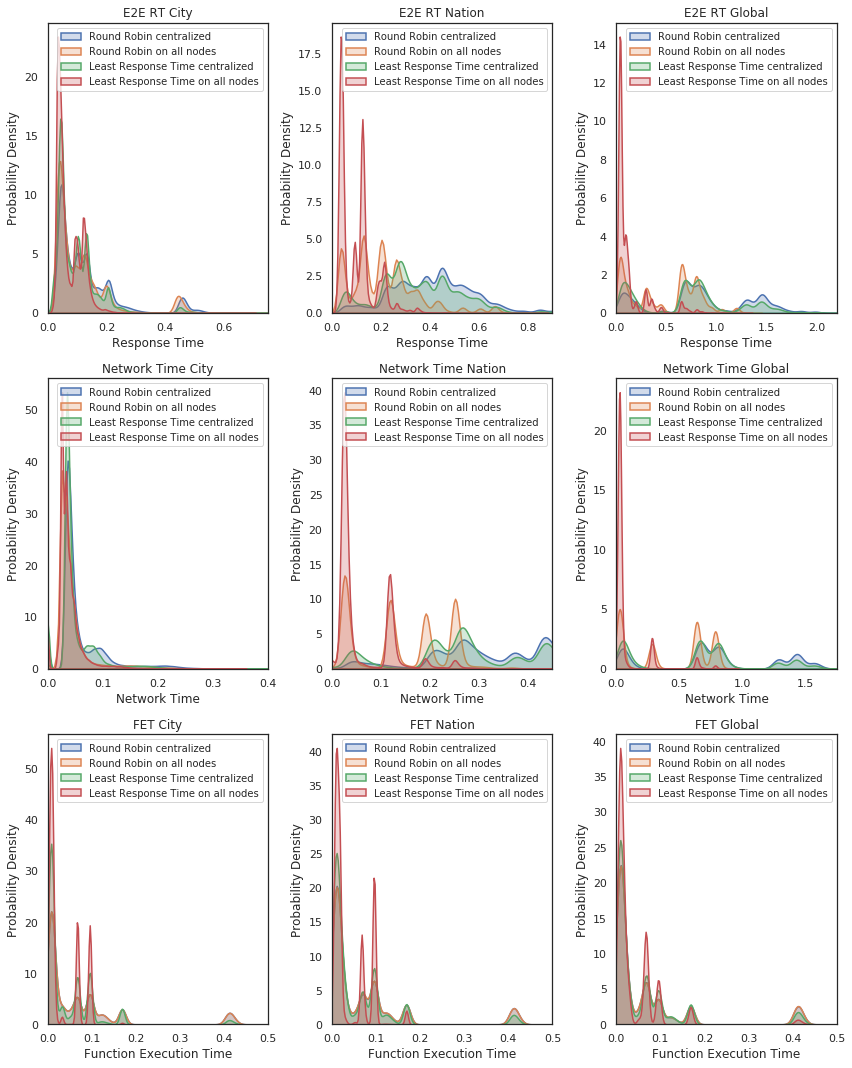 E2E RT City
Round Robin centralized
Round Robin on all nodes
Least Response Time centralized
Least Response Time on all nodes
Probability Density
0
5
10
15
20
0.0 0.2 0.4 0.6
Response Time
E2E RT Nation
Round Robin centralized
Round Robin on all nodes
Least Response Time centralized
Least Response Time on all nodes
Probability Density
0.0
2.5
5.0
7.5
10.0
12.5
15.0
17.5
0.0 0.2 0.4 0.6 0.8
Response Time
E2E RT Global
Round Robin centralized
Round Robin on all nodes
Least Response Time centralized
Least Response Time on all nodes
Probability Density
0
2
4
6
8
10
12
14
0.0 0.5 1.0 1.5 2.0
Response Time
Network Time City
Round Robin centralized
Round Robin on all nodes
Least Response Time centralized
Least Response Time on all nodes
Probability Density
0
10
20
30
40
50
0.0 0.1 0.2 0.3 0.4
Network Time
Network Time Nation
Round Robin centralized
Round Robin on all nodes
Least Response Time centralized
Least Response Time on all nodes
Probability Density
0
5
10
15
20
25
30
35
40
0.0 0.1 0.2 0.3 0.4
Network Time
Network Time Global
Round Robin centralized
Round Robin on all nodes
Least Response Time centralized
Least Response Time on all nodes
Probability Density
0
5
10
15
20
0.0 0.5 1.0 1.5
Network Time
FET City
Round Robin centralized
Round Robin on all nodes
Least Response Time centralized
Least Response Time on all nodes
Probability Density
0
10
20
30
40
50
0.0 0.1 0.2 0.3 0.4 0.5
Function Execution Time
FET Nation
Round Robin centralized
Round Robin on all nodes
Least Response Time centralized
Least Response Time on all nodes
Probability Density
0
5
10
15
20
25
30
35
40
0.0 0.1 0.2 0.3 0.4 0.5
Function Execution Time
FET Global
Round Robin centralized
Round Robin on all nodes
Least Response Time centralized
Least Response Time on all nodes
Probability Density
0
5
10
15
20
25
30
35
40
0.0 0.1 0.2 0.3 0.4 0.5
Function Execution Time